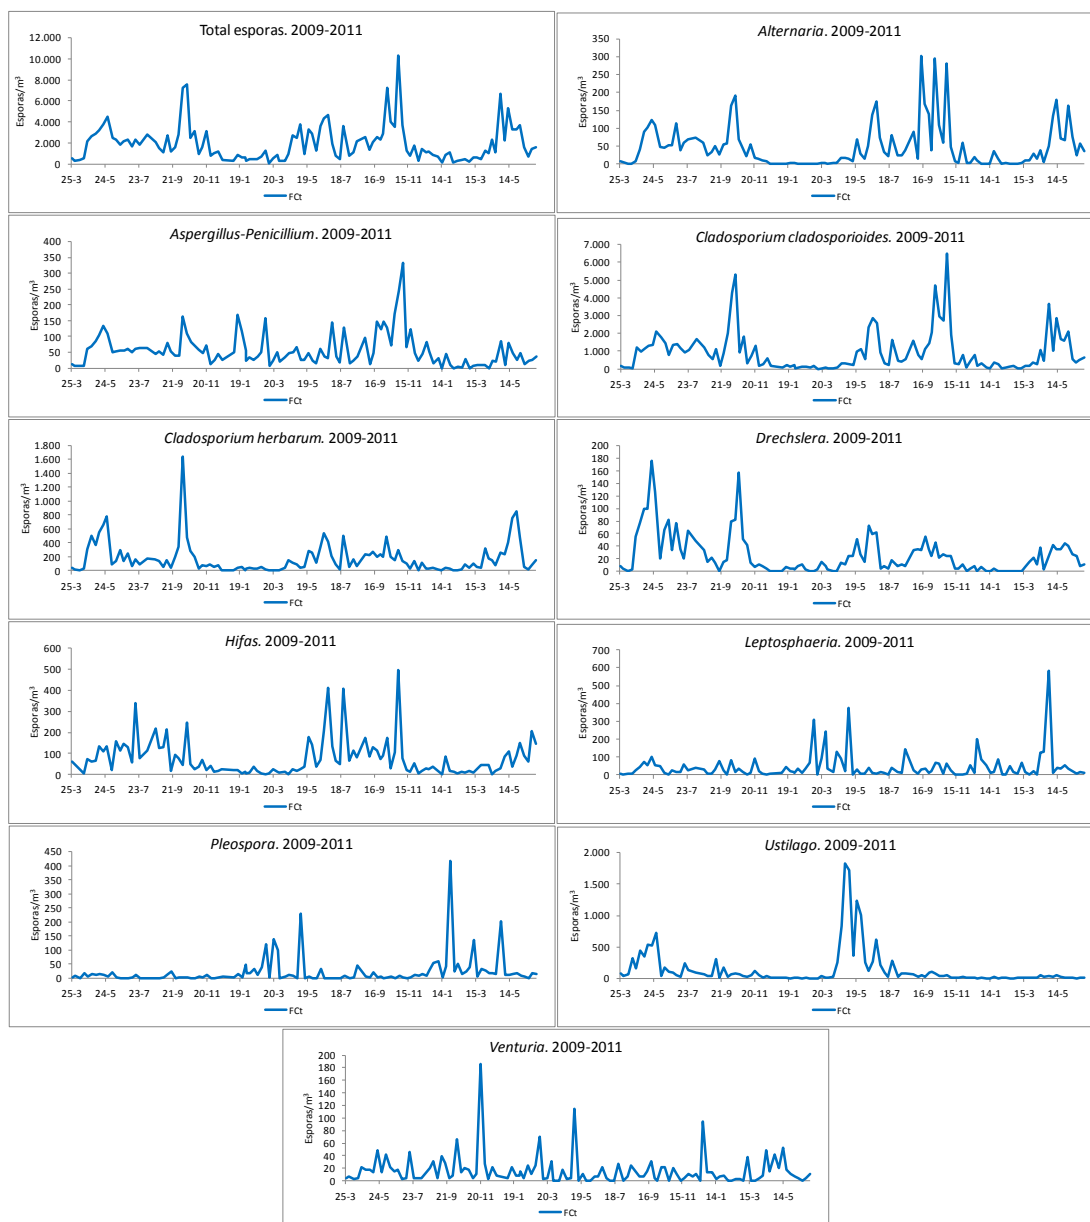 Total esporas. 2009-2011
Esporas/m³
12.000
10.000
8.000
6.000
4.000
2.000
0
25-3 24-5 23-7 21-9 20-11 19-1 20-3 19-5 18-7 16-9 15-11 14-1 15-3 14-5
FCt
Alternaria. 2009-2011
Esporas/m³
350
300
250
200
150
100
50
0
25-3 24-5 23-7 21-9 20-11 19-1 20-3 19-5 18-7 16-9 15-11 14-1 15-3 14-5
FCt
Aspergillus-Penicillium. 2009-2011
Esporas/m³
400
350
300
250
200
150
100
50
0
25-3 24-5 23-7 21-9 20-11 19-1 20-3 19-5 18-7 16-9 15-11 14-1 15-3 14-5
FCt
Cladosporium cladosporioides. 2009-2011
Esporas/m³
7.000
6.000
5.000
4.000
3.000
2.000
1.000
0
25-3 24-5 23-7 21-9 20-11 19-1 20-3 19-5 18-7 16-9 15-11 14-1 15-3 14-5
FCt
Cladosporium herbarum. 2009-2011
Esporas/m³
1.800
1.600
1.400
1.200
1.000
800
600
400
200
0
25-3 24-5 23-7 21-9 20-11 19-1 20-3 19-5 18-7 16-9 15-11 14-1 15-3 14-5
FCt
Drechslera. 2009-2011
Esporas/m³
200
180
160
140
120
100
80
60
40
20
0
25-3 24-5 23-7 21-9 20-11 19-1 20-3 19-5 18-7 16-9 15-11 14-1 15-3 14-5
FCt
Hifas. 2009-2011
Esporas/m³
600
500
400
300
200
100
0
25-3 24-5 23-7 21-9 20-11 19-1 20-3 19-5 18-7 16-9 15-11 14-1 15-3 14-5
FCt
Leptosphaeria. 2009-2011
Esporas/m³
700
600
500
400
300
200
100
0
25-3 24-5 23-7 21-9 20-11 19-1 20-3 19-5 18-7 16-9 15-11 14-1 15-3 14-5
FCt
Pleospora. 2009-2011
Esporas/m³
450
400
350
300
250
200
150
100
50
0
25-3 24-5 23-7 21-9 20-11 19-1 20-3 19-5 18-7 16-9 15-11 14-1 15-3 14-5
FCt
Ustilago. 2009-2011
Esporas/m³
2.000
1.500
1.000
500
0
25-3 24-5 23-7 21-9 20-11 19-1 20-3 19-5 18-7 16-9 15-11 14-1 15-3 14-5
FCt
Venturia. 2009-2011
Esporas/m³
200
180
160
140
120
100
80
60
40
20
0
25-3 24-5 23-7 21-9 20-11 19-1 20-3 19-5 18-7 16-9 15-11 14-1 15-3 14-5
FCt